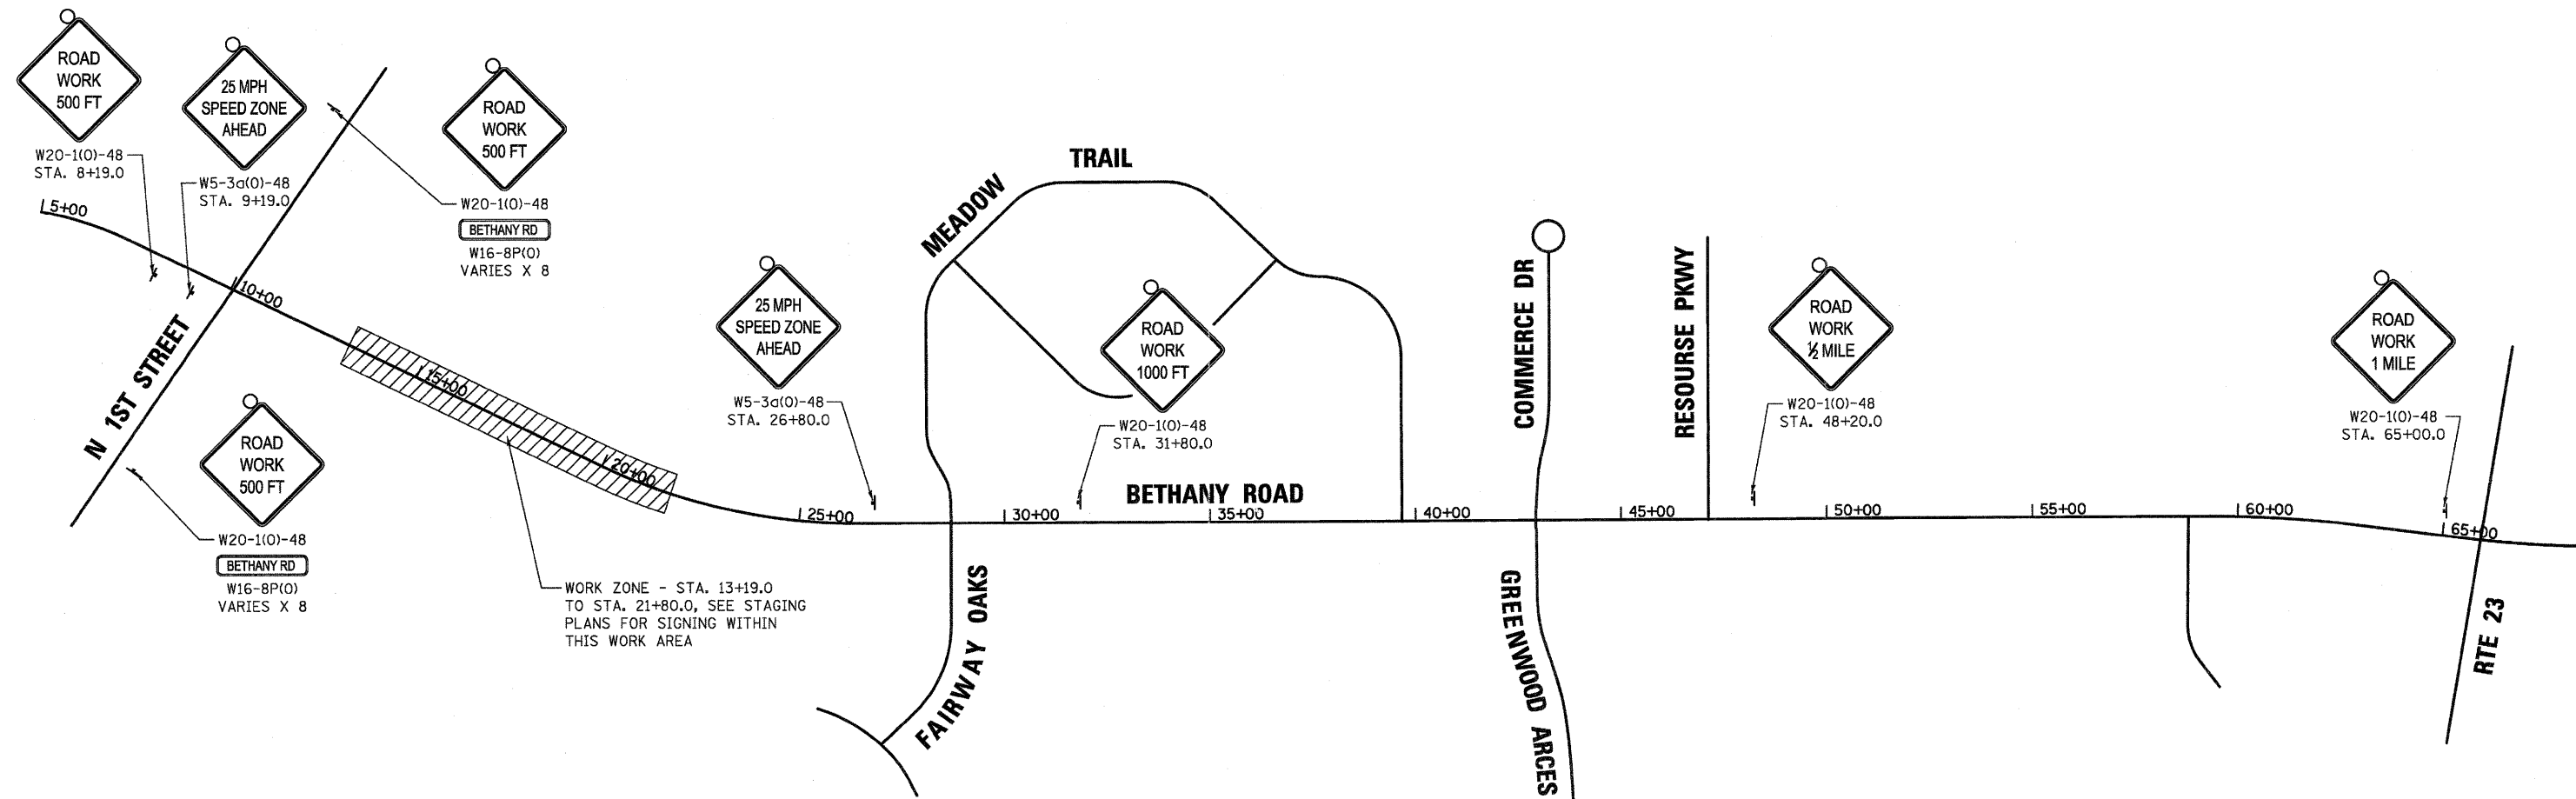 ROAD
WORK
500 FT
W20-1(O)-48
STA. 8+19.0
25 MPH
SPEED ZONE
AHEAD
W5-3a(O)-48
STA. 9+19.0
ROAD
WORK
500 FT
W20-1(O)-48
BETHANY RD
W16-8P(O)
VARIES X 8
5+00
10+00
N 1ST STREET
ROAD
WORK
500 FT
W20-1(O)-48
BETHANY RD
W16-8P(O)
VARIES X 8
15+00
20+00
WORK ZONE - STA. 13+19.0
TO STA. 21+80.0, SEE STAGING
PLANS FOR SIGNING WITHIN
THIS WORK AREA
25 MPH
SPEED ZONE
AHEAD
W5-3a(O)-48
STA. 26+80.0
MEADOW
TRAIL
ROAD
WORK
1000 FT
W20-1(O)-48
STA. 31+80.0
BETHANY ROAD
25+00
30+00
35+00
40+00
45+00
50+00
55+00
60+00
65+00
FAIRWAY OAKS
COMMERCE DR
GREENWOOD ARCES
RESOURSE PKWY
ROAD
WORK
½ MILE
W20-1(O)-48
STA. 48+20.0
ROAD
WORK
1 MILE
W20-1(O)-48
STA. 65+00.0
RTE 23